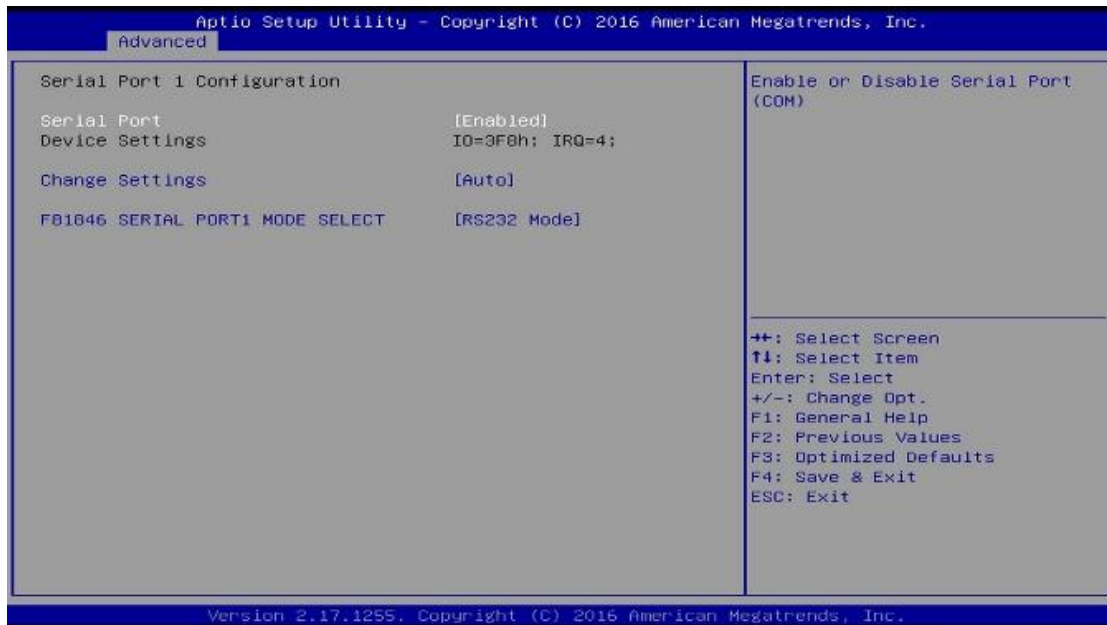 Aptio Setup Utility - Copyright (C) 2016 American Megatrends, Inc.
Advanced
Serial Port 1 Configuration
Serial Port [Enabled]
Device Settings IO=3F8h; IRQ=4;
Change Settings [Auto]
F81846 SERIAL PORT1 MODE SELECT [RS232 Mode]
Enable or Disable Serial Port
(COM)
→←: Select Screen
↑↓: Select Item
Enter: Select
+/-: Change Opt.
F1: General Help
F2: Previous Values
F3: Optimized Defaults
F4: Save & Exit
ESC: Exit
Version 2.17.1255. Copyright (C) 2016 American Megatrends, Inc.